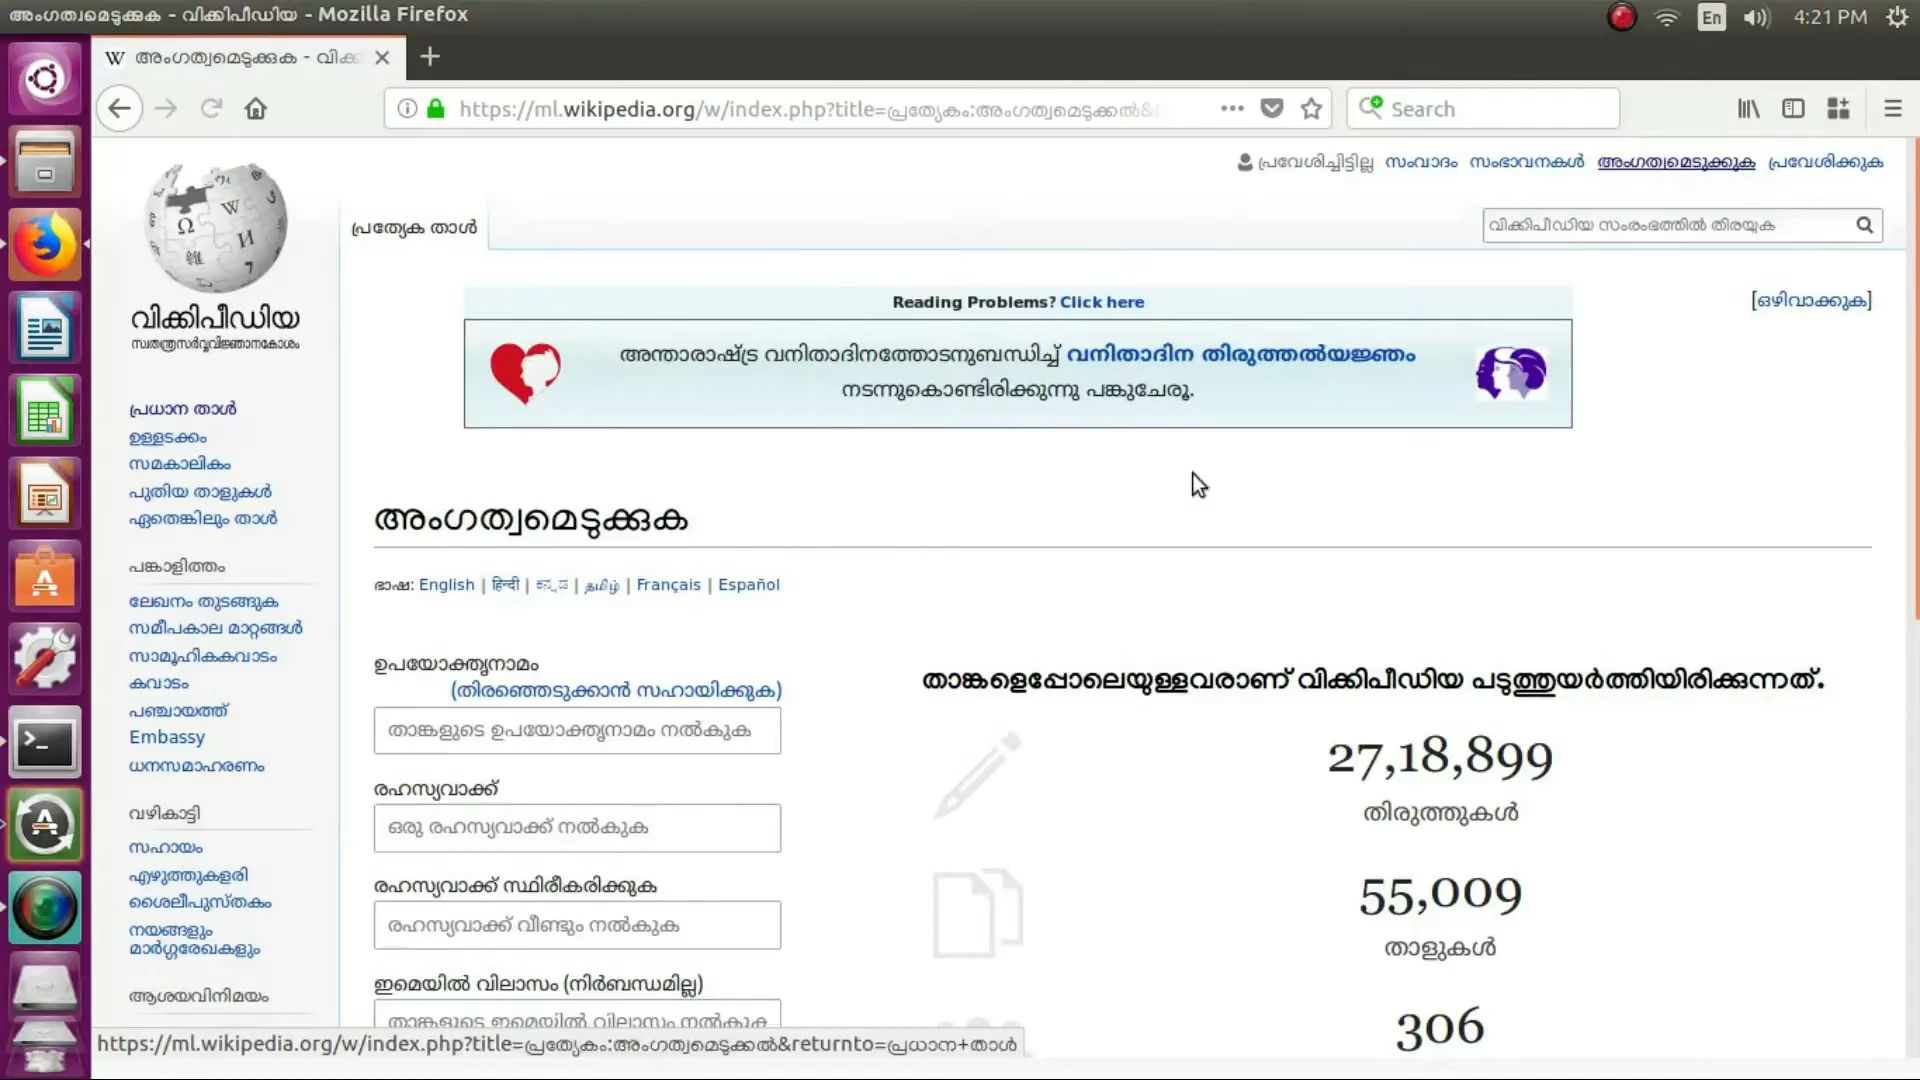 അംഗത്വമെടുക്കുക - വിക്കിപീഡിയ - Mozilla Firefox
En
4:21 PM
W അംഗത്വമെടുക്കുക - വിക്കി
https://ml.wikipedia.org/w/index.php?title=പ്രത്യേകം:അംഗത്വമെടുക്കൽ&r
Search
പ്രവേശിച്ചിട്ടില്ല സംവാദം സംഭാവനകൾ അംഗത്വമെടുക്കുക പ്രവേശിക്കുക
പ്രത്യേക താൾ
വിക്കിപീഡിയ സംരംഭത്തിൽ തിരയുക
വിക്കിപീഡിയ
സ്വതന്ത്രസർവ്വവിജ്ഞാനകോശം
Reading Problems? Click here
[ഒഴിവാക്കുക]
അന്താരാഷ്ട്ര വനിതാദിനത്തോടനുബന്ധിച്ച് വനിതാദിന തിരുത്തൽയജ്ഞം
നടന്നുകൊണ്ടിരിക്കുന്നു പങ്കുചേരൂ.
പ്രധാന താൾ
ഉള്ളടക്കം
സമകാലികം
പുതിയ താളുകൾ
ഏതെങ്കിലും താൾ
പങ്കാളിത്തം
ലേഖനം തുടങ്ങുക
സമീപകാല മാറ്റങ്ങൾ
സാമൂഹികകവാടം
കവാടം
പഞ്ചായത്ത്
Embassy
ധനസമാഹരണം
വഴികാട്ടി
സഹായം
എഴുത്തുകളരി
ശൈലീപുസ്തകം
നയങ്ങളും
മാർഗ്ഗരേഖകളും
ആശയവിനിമയം
അംഗത്വമെടുക്കുക
ഭാഷ: English | हिन्दी | ಕನ್ನಡ | தமிழ் | Français | Español
ഉപയോക്തൃനാമം
(തിരഞ്ഞെടുക്കാൻ സഹായിക്കുക)
താങ്കളുടെ ഉപയോക്തൃനാമം നൽകുക
രഹസ്യവാക്ക്
ഒരു രഹസ്യവാക്ക് നൽകുക
രഹസ്യവാക്ക് സ്ഥിരീകരിക്കുക
രഹസ്യവാക്ക് വീണ്ടും നൽകുക
ഇമെയിൽ വിലാസം (നിർബന്ധമില്ല)
താങ്കളുടെ ഇമെയിൽ വിലാസം നൽകുക
താങ്കളെപ്പോലെയുള്ളവരാണ് വിക്കിപീഡിയ പടുത്തുയർത്തിയിരിക്കുന്നത്.
27,18,899
തിരുത്തുകൾ
55,009
താളുകൾ
306
https://ml.wikipedia.org/w/index.php?title=പ്രത്യേകം:അംഗത്വമെടുക്കൽ&returnto=പ്രധാന+താൾ